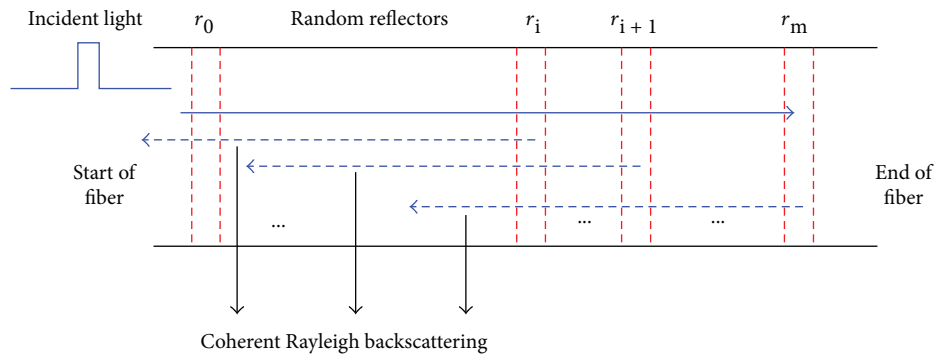 Incident light
r0
Random reflectors
ri
ri + 1
rm
Start of
fiber
End of
fiber
...
...
...
Coherent Rayleigh backscattering